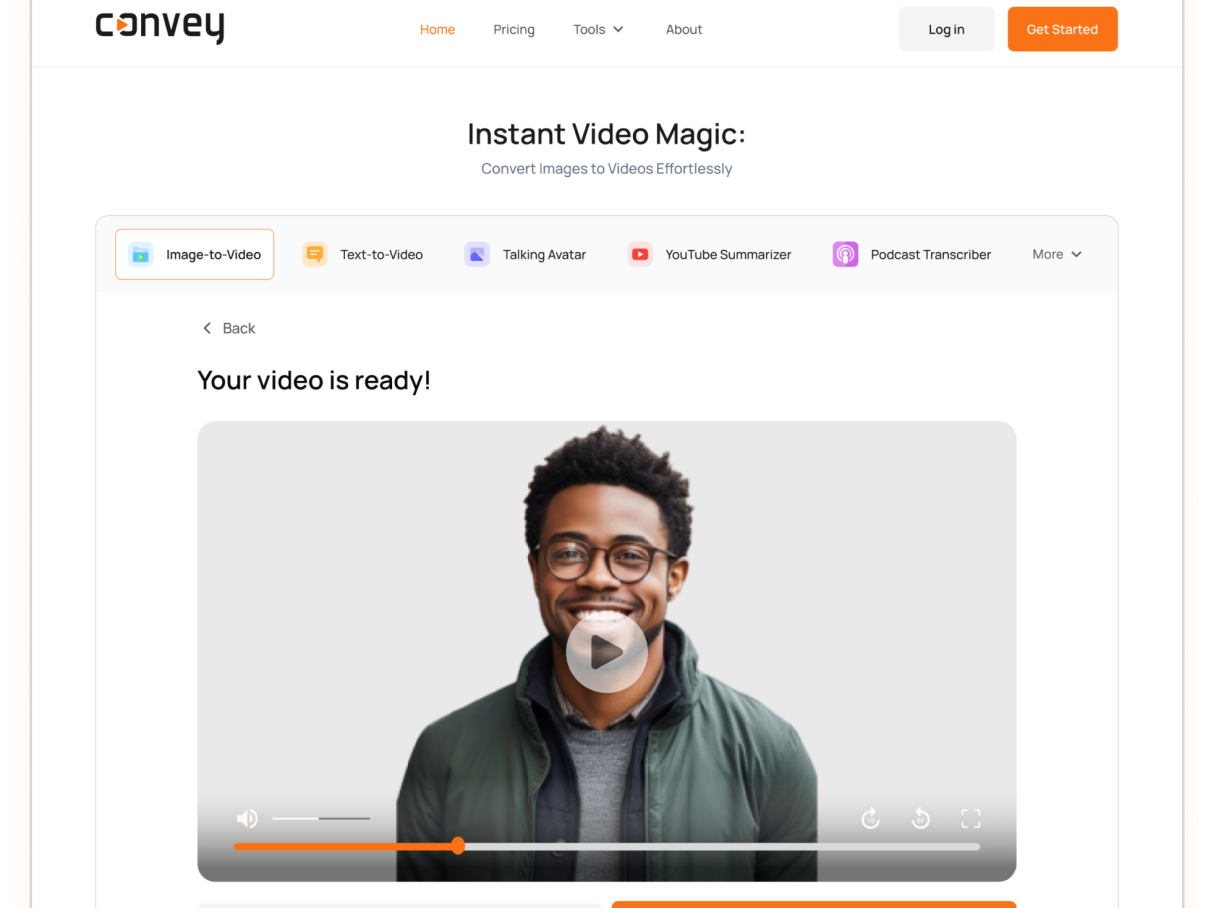 convey
Home Pricing Tools About Log in Get Started
Instant Video Magic:
Convert Images to Videos Effortlessly
Image-to-Video Text-to-Video Talking Avatar YouTube Summarizer Podcast Transcriber More
Back
Your video is ready!